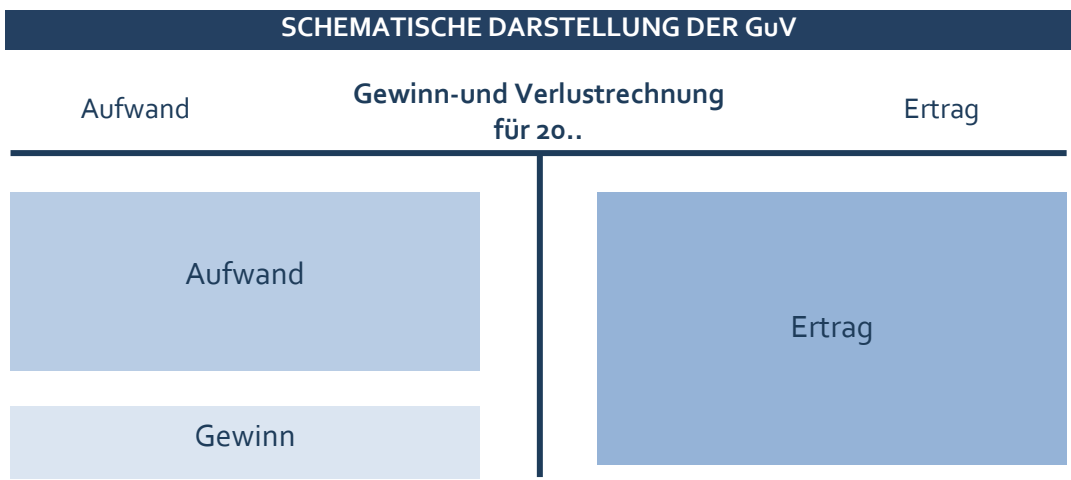 SCHEMATISCHE DARSTELLUNG DER GuV
Aufwand
Gewinn-und Verlustrechnung
für 20..
Ertrag
Aufwand
Ertrag
Gewinn